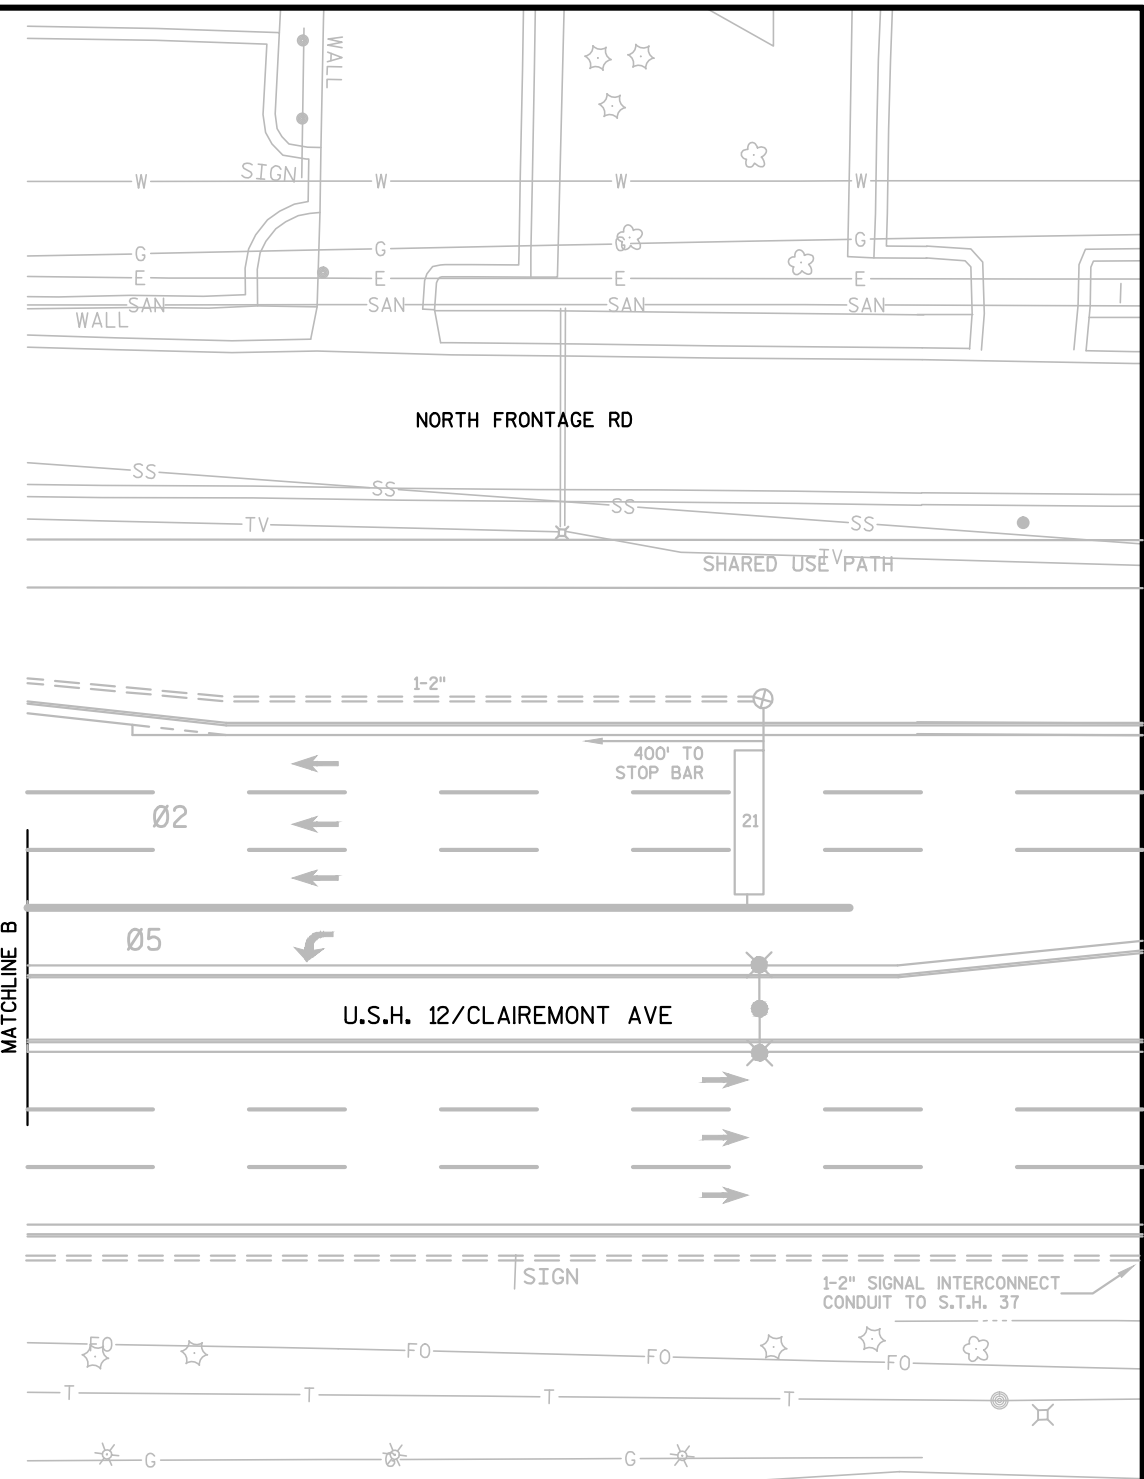 WALL
SIGN
W W W W
G G G G
E E E E
SAN SAN SAN SAN
WALL
NORTH FRONTAGE RD
SS SS SS SS
TV TV
SHARED USE PATH
1-2"
400' TO
STOP BAR
Ø2
21
Ø5
MATCHLINE B
U.S.H. 12/CLAIREMONT AVE
SIGN
1-2" SIGNAL INTERCONNECT
CONDUIT TO S.T.H. 37
FO FO FO FO
T T T T
G G G